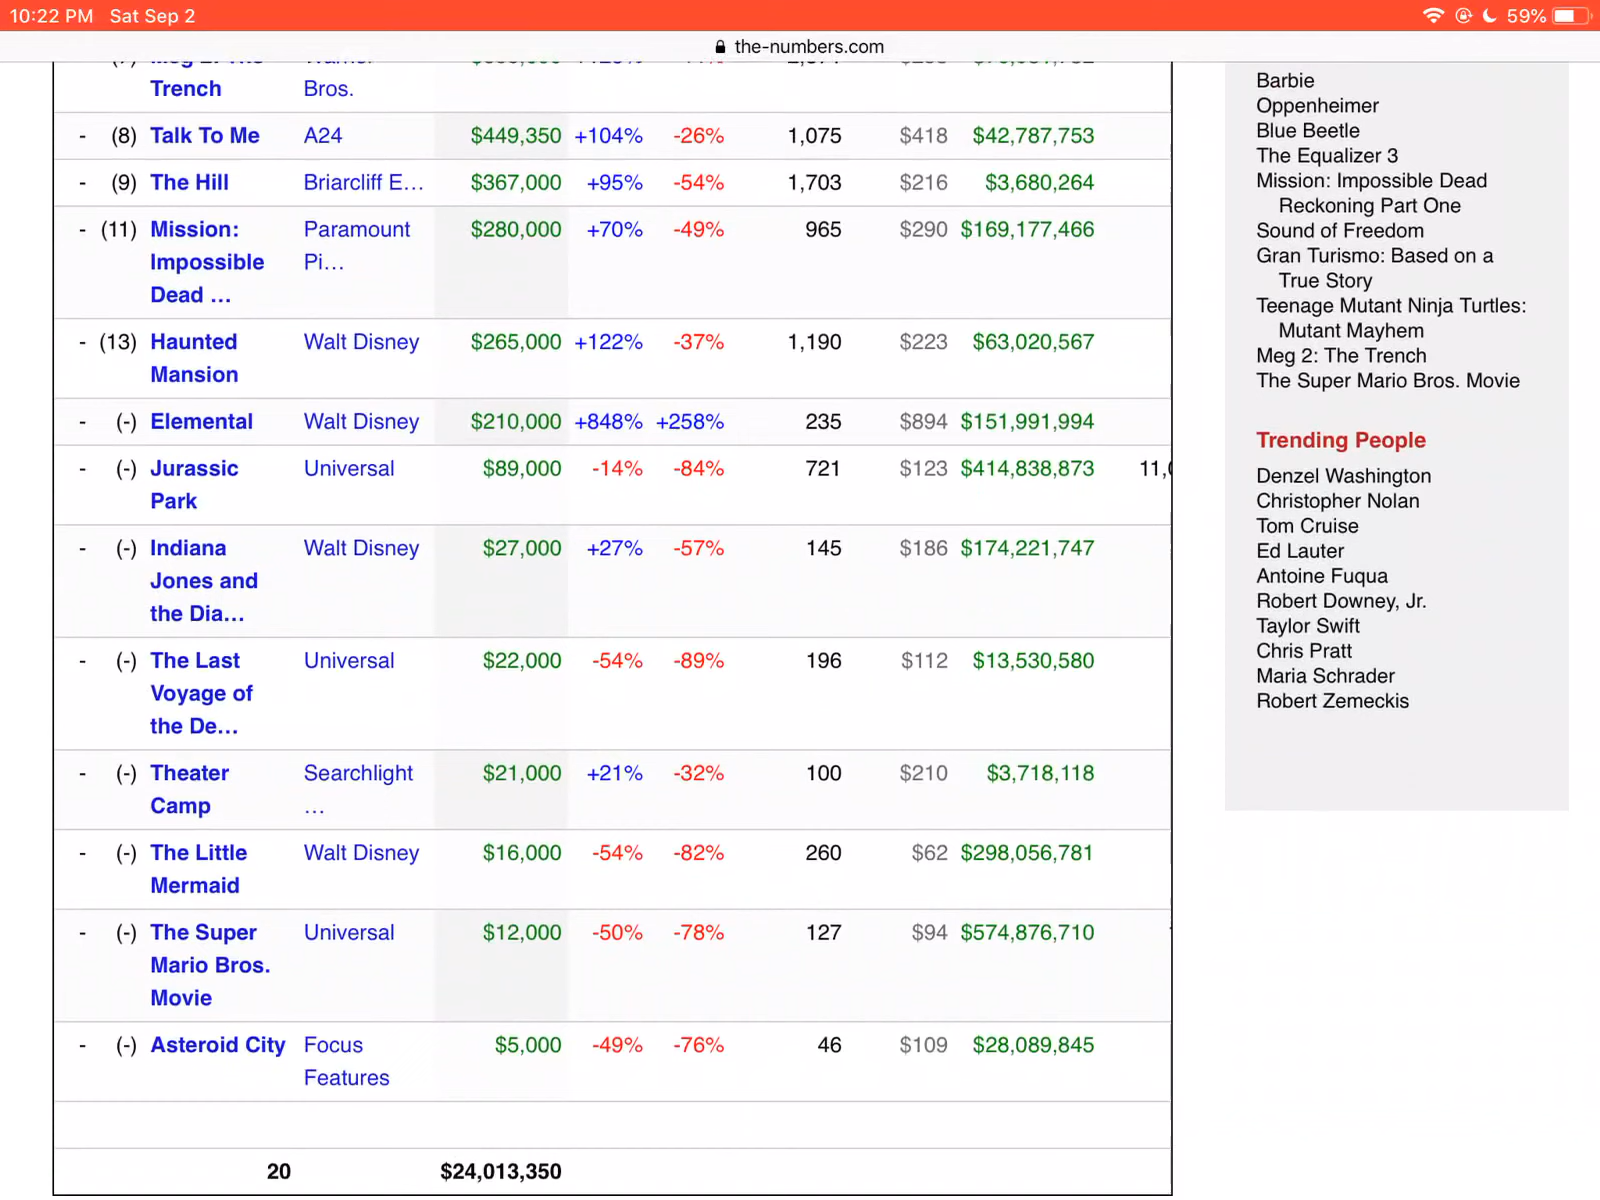 10:22 PM Sat Sep 2 59%
the-numbers.com
Trench Bros.
- (8) Talk To Me A24 $449,350 +104% -26% 1,075 $418 $42,787,753
- (9) The Hill Briarcliff E... $367,000 +95% -54% 1,703 $216 $3,680,264
- (11) Mission: Paramount $280,000 +70% -49% 965 $290 $169,177,466
Impossible Pi...
Dead ...
- (13) Haunted Walt Disney $265,000 +122% -37% 1,190 $223 $63,020,567
Mansion
- (-) Elemental Walt Disney $210,000 +848% +258% 235 $894 $151,991,994
- (-) Jurassic Universal $89,000 -14% -84% 721 $123 $414,838,873
Park
- (-) Indiana Walt Disney $27,000 +27% -57% 145 $186 $174,221,747
Jones and
the Dia...
- (-) The Last Universal $22,000 -54% -89% 196 $112 $13,530,580
Voyage of
the De...
- (-) Theater Searchlight $21,000 +21% -32% 100 $210 $3,718,118
Camp ...
- (-) The Little Walt Disney $16,000 -54% -82% 260 $62 $298,056,781
Mermaid
- (-) The Super Universal $12,000 -50% -78% 127 $94 $574,876,710
Mario Bros.
Movie
- (-) Asteroid City Focus $5,000 -49% -76% 46 $109 $28,089,845
Features
20 $24,013,350
Barbie
Oppenheimer
Blue Beetle
The Equalizer 3
Mission: Impossible Dead
Reckoning Part One
Sound of Freedom
Gran Turismo: Based on a
True Story
Teenage Mutant Ninja Turtles:
Mutant Mayhem
Meg 2: The Trench
The Super Mario Bros. Movie
Trending People
Denzel Washington
Christopher Nolan
Tom Cruise
Ed Lauter
Antoine Fuqua
Robert Downey, Jr.
Taylor Swift
Chris Pratt
Maria Schrader
Robert Zemeckis